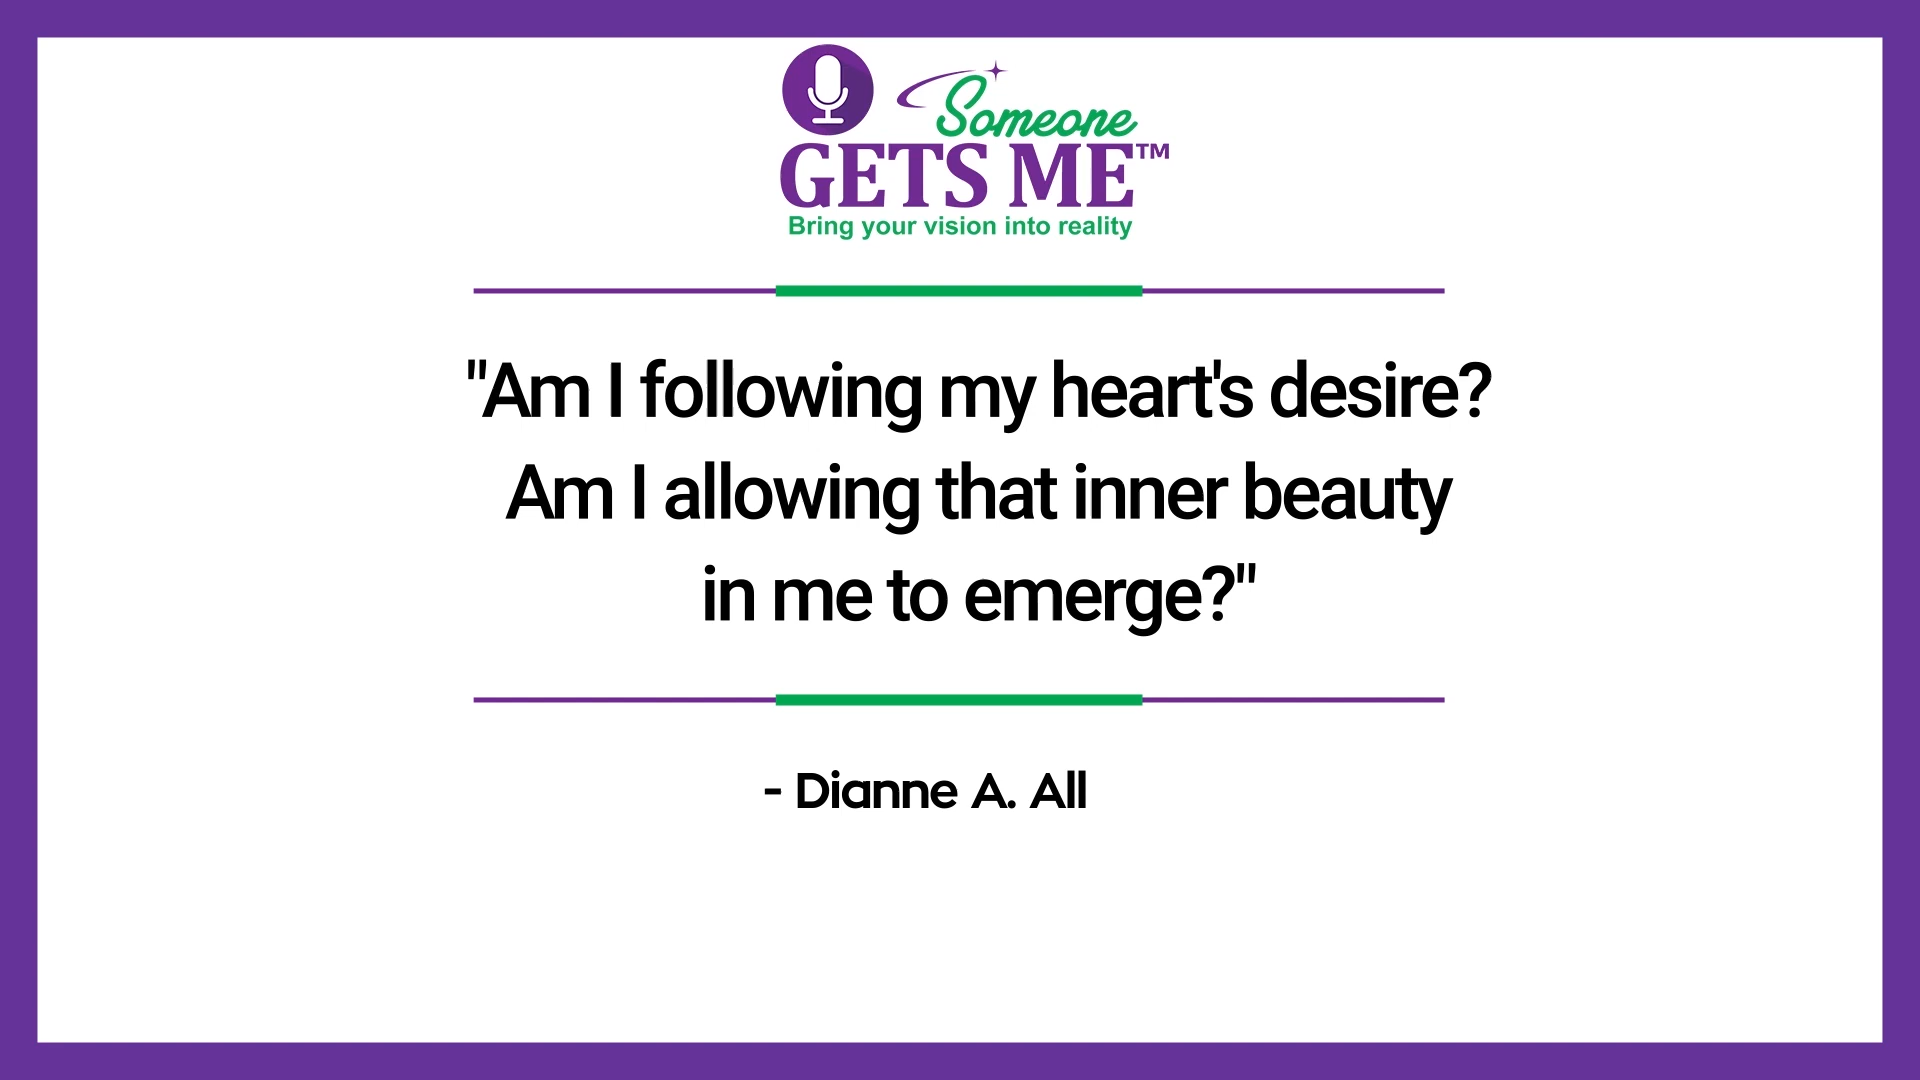 Someone
GETS ME™
Bring your vision into reality
"Am I following my heart's desire?
Am I allowing that inner beauty
in me to emerge?"
- Dianne A. All